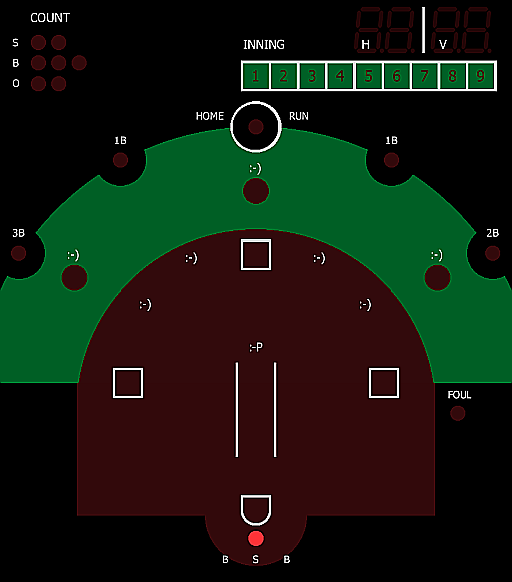 COUNT
S
B
O
INNING
H V
1 2 3 4 5 6 7 8 9
HOME RUN
1B 1B
:-)
3B 2B
:-) :-)
:-) :-)
:-) :-)
:-P
FOUL
B S B